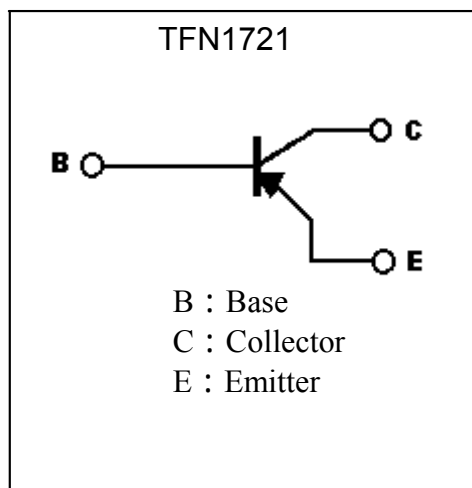 TFN1721
C
B
E
B : Base
C : Collector
E : Emitter